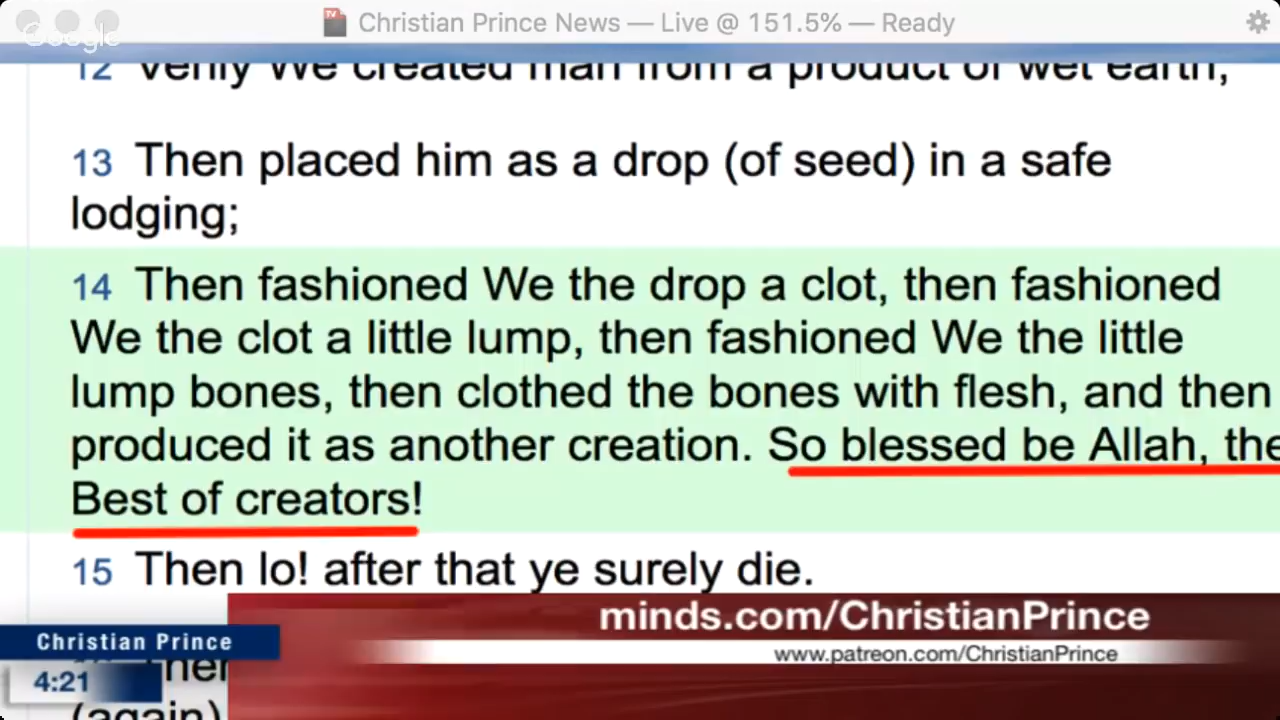 Christian Prince News — Live @ 151.5% — Ready
Google
12 Verily We created man from a product of wet earth;
13 Then placed him as a drop (of seed) in a safe
lodging;
14 Then fashioned We the drop a clot, then fashioned
We the clot a little lump, then fashioned We the little
lump bones, then clothed the bones with flesh, and then
produced it as another creation. So blessed be Allah, the
Best of creators!
15 Then lo! after that ye surely die.
minds.com/ChristianPrince
Christian Prince
www.patreon.com/ChristianPrince
4:21
(again)